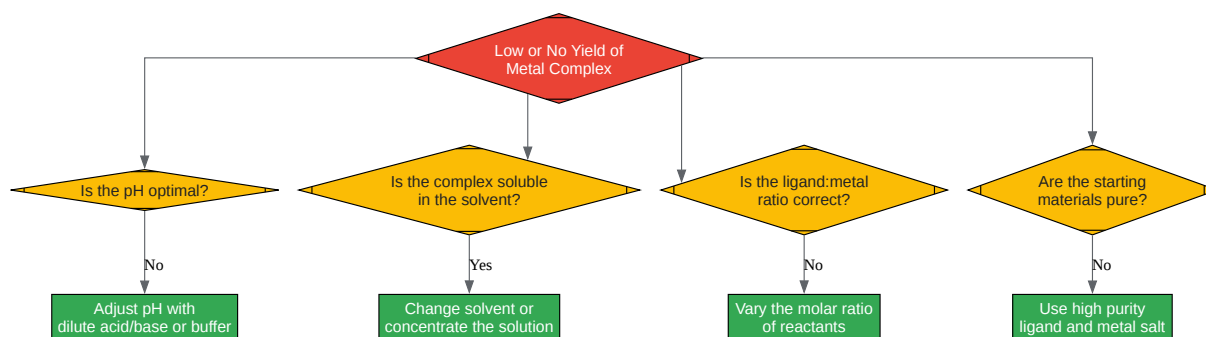 Low or No Yield of
Metal Complex
Is the pH optimal?
Is the complex soluble
in the solvent?
Is the ligand:metal
ratio correct?
Are the starting
materials pure?
No
Yes
No
No
Adjust pH with
dilute acid/base or buffer
Change solvent or
concentrate the solution
Vary the molar ratio
of reactants
Use high purity
ligand and metal salt